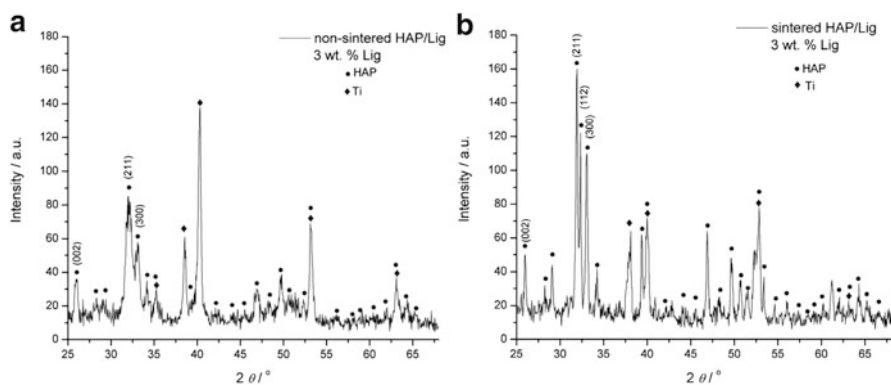 a
non-sintered HAP/Lig
3 wt. % Lig
HAP
Ti
180
160
140
120
100
80
60
40
20
0
Intensity / a.u.
(002)
(211)
(300)
25 30 35 40 45 50 55 60 65
2 θ / °
b
sintered HAP/Lig
3 wt. % Lig
HAP
Ti
180
160
140
120
100
80
60
40
20
0
Intensity / a.u.
(002)
(211)
(112)
(300)
25 30 35 40 45 50 55 60 65
2 θ / °